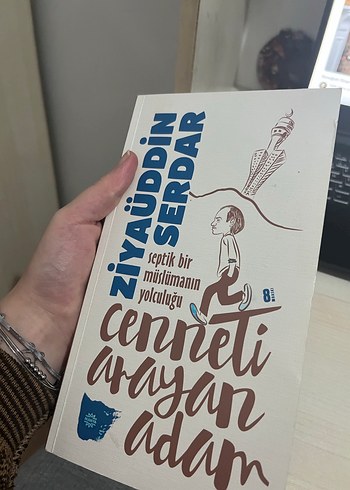 ZİYAÜDDİN
SERDAR
septik bir
müslümanın
yolculuğu
8.
cenneti
arayan
adam